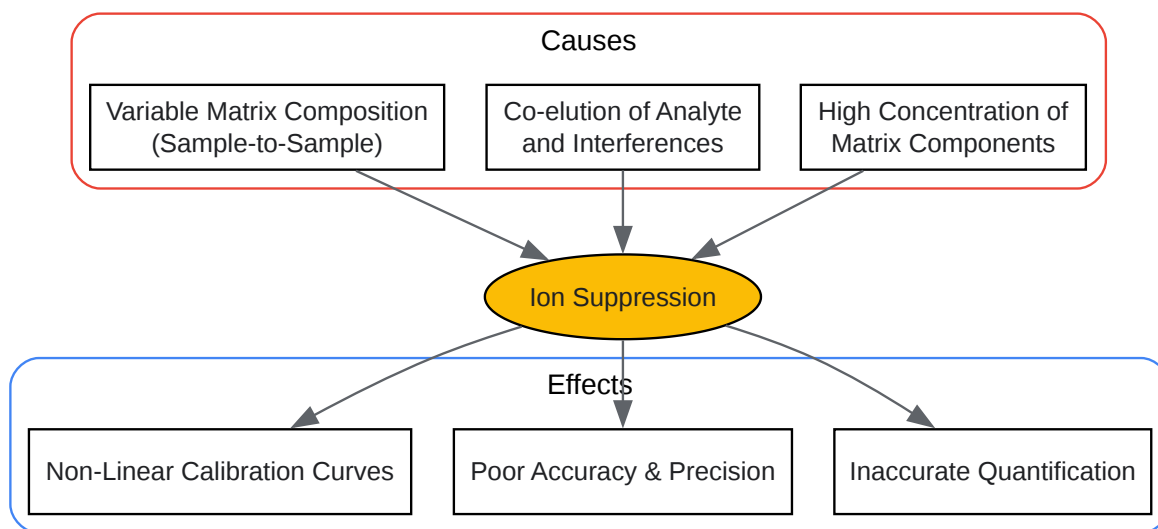 Causes
Variable Matrix Composition
(Sample-to-Sample)
Co-elution of Analyte
and Interferences
High Concentration of
Matrix Components
Ion Suppression
Effects
Non-Linear Calibration Curves
Poor Accuracy & Precision
Inaccurate Quantification